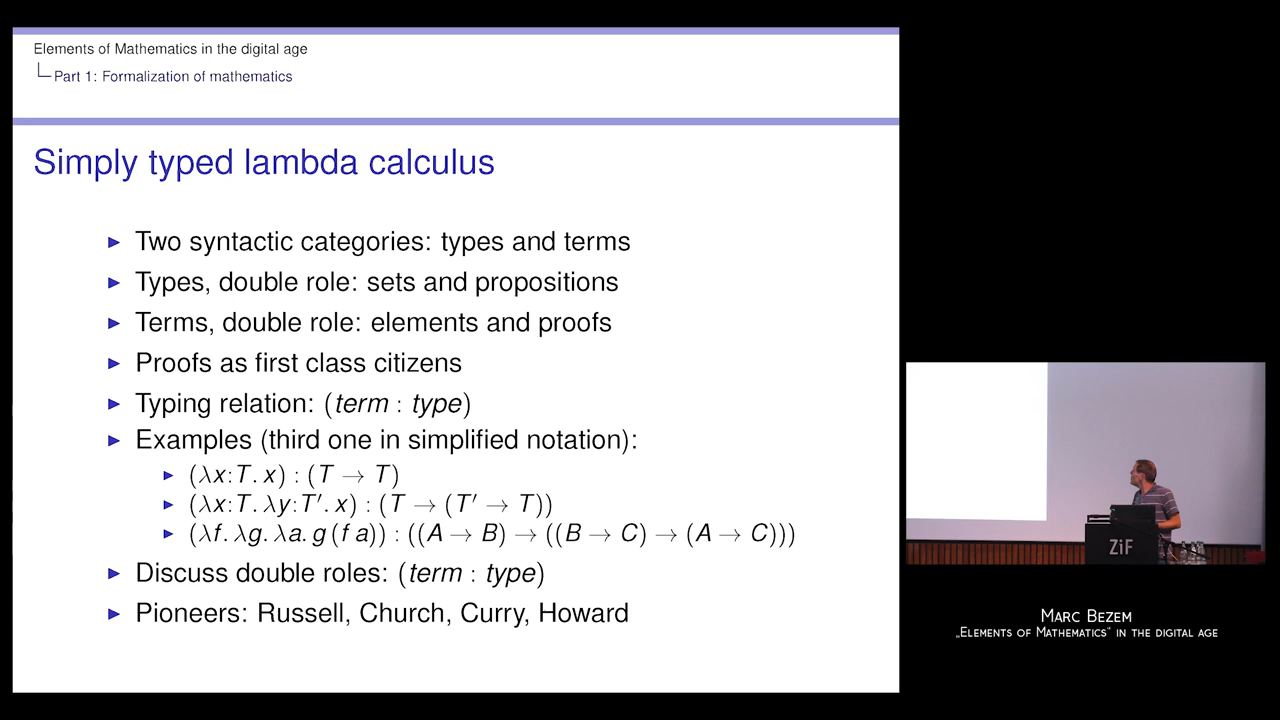 Elements of Mathematics in the digital age
Part 1: Formalization of mathematics
Simply typed lambda calculus
▶ Two syntactic categories: types and terms
▶ Types, double role: sets and propositions
▶ Terms, double role: elements and proofs
▶ Proofs as first class citizens
▶ Typing relation: (term : type)
▶ Examples (third one in simplified notation):
▶ (λx:T. x) : (T → T)
▶ (λx:T. λy:T′. x) : (T → (T′ → T))
▶ (λf. λg. λa. g (f a)) : ((A → B) → ((B → C) → (A → C)))
▶ Discuss double roles: (term : type)
▶ Pioneers: Russell, Church, Curry, Howard
ZiF
Marc Bezem
„Elements of Mathematics“ in the digital age